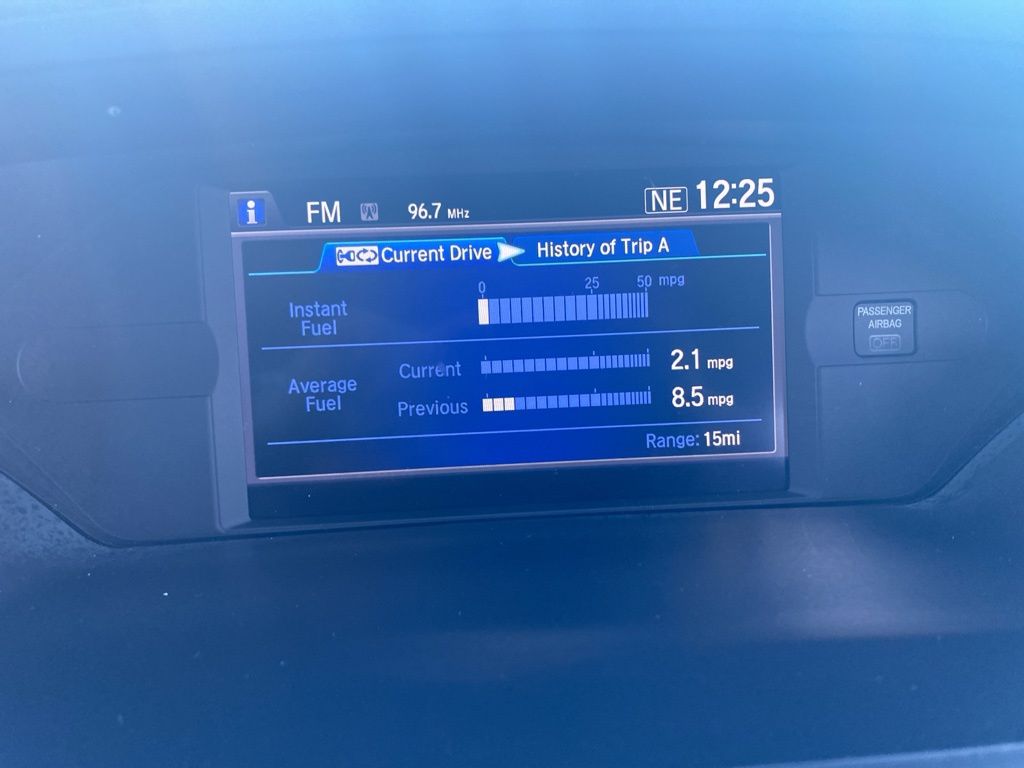 i FM 96.7 MHz NE 12:25
Current Drive History of Trip A
0 25 50 mpg
Instant
Fuel
Average
Fuel
Current 2.1 mpg
Previous 8.5 mpg
Range: 15mi
PASSENGER
AIRBAG
OFF